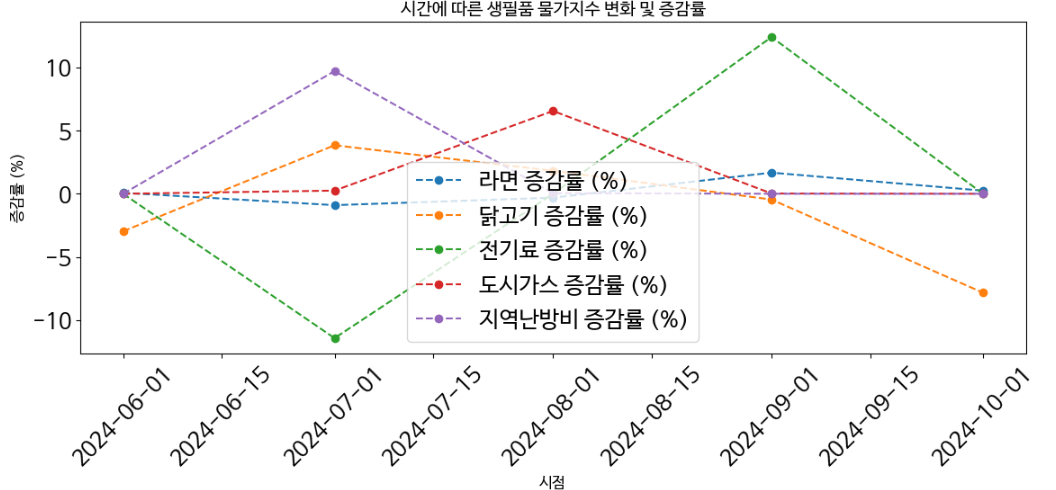 시간에 따른 생필품 물가지수 변화 및 증감률
증감률 (%)
10
5
0
−5
−10
라면 증감률 (%)
닭고기 증감률 (%)
전기료 증감률 (%)
도시가스 증감률 (%)
지역난방비 증감률 (%)
2024-06-01
2024-06-15
2024-07-01
2024-07-15
2024-08-01
2024-08-15
2024-09-01
2024-09-15
2024-10-01
시점